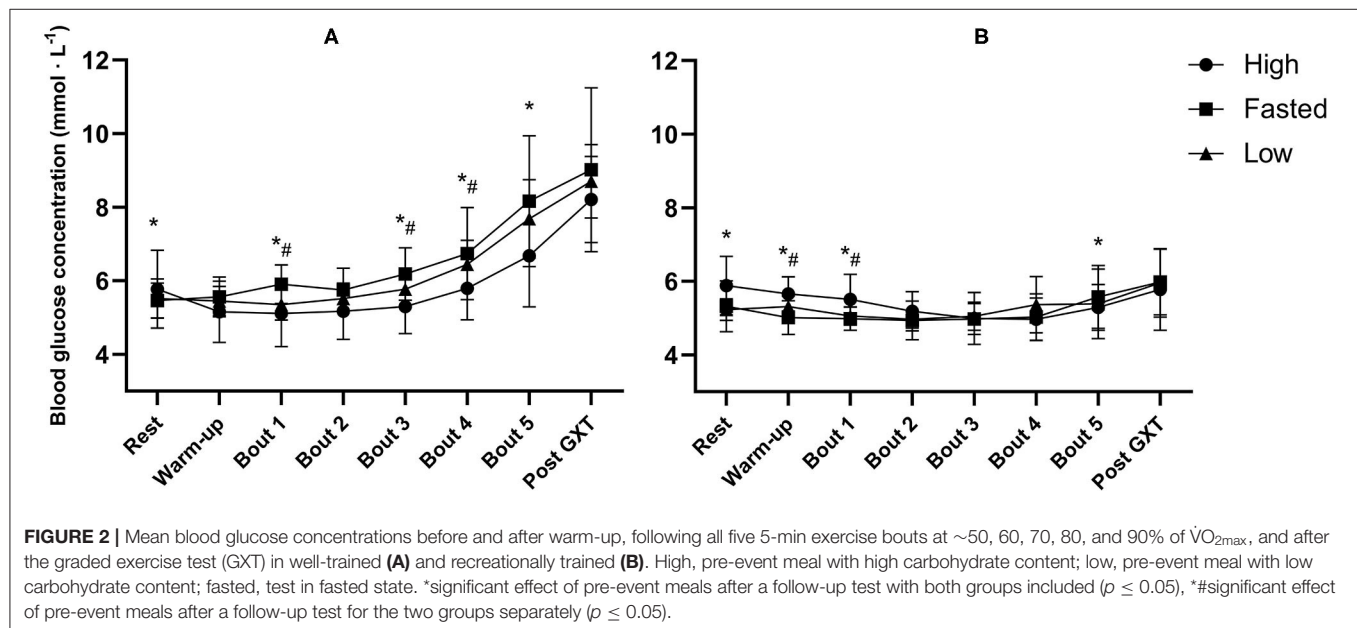 A
B
Blood glucose concentration (mmol · L⁻¹)
12
10
8
6
4
* *# *# *# *
Rest
Warm-up
Bout 1
Bout 2
Bout 3
Bout 4
Bout 5
Post GXT
12
10
8
6
4
* *# *# *
Rest
Warm-up
Bout 1
Bout 2
Bout 3
Bout 4
Bout 5
Post GXT
High
Fasted
Low
FIGURE 2 | Mean blood glucose concentrations before and after warm-up, following all five 5-min exercise bouts at ∼50, 60, 70, 80, and 90% of V̇O₂max, and after
the graded exercise test (GXT) in well-trained (A) and recreationally trained (B). High, pre-event meal with high carbohydrate content; low, pre-event meal with low
carbohydrate content; fasted, test in fasted state. *significant effect of pre-event meals after a follow-up test with both groups included (p ≤ 0.05), *#significant effect
of pre-event meals after a follow-up test for the two groups separately (p ≤ 0.05).